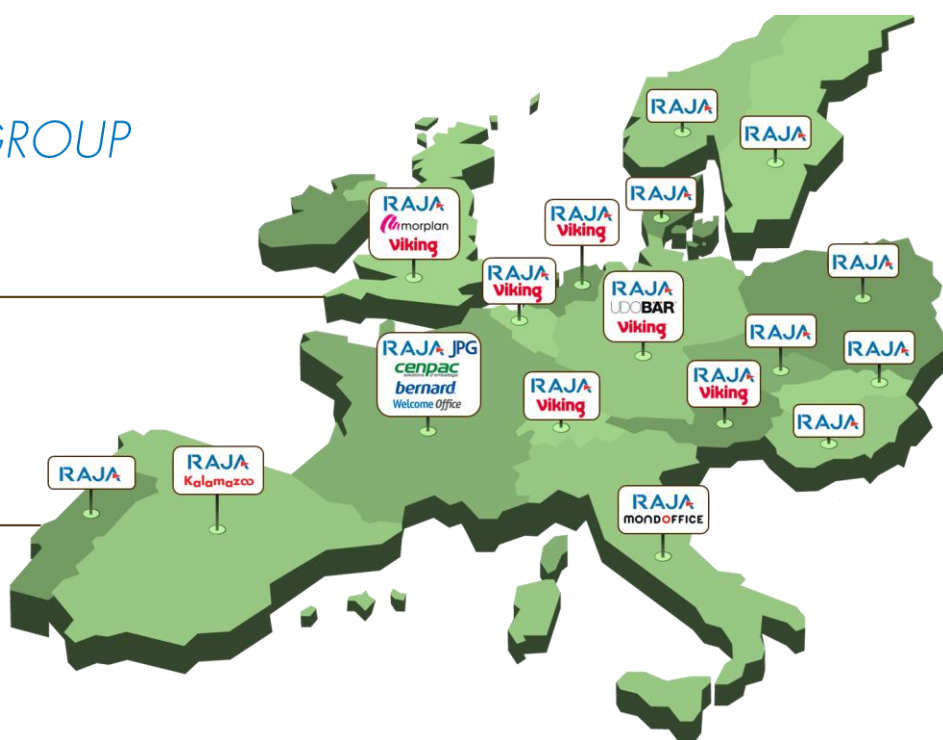 GROUP
RAJA
RAJA
RAJA
RAJA
morplan
Viking
RAJA
Viking
RAJA
RAJA
Viking
RAJA
UDOBÄR
Viking
RAJA
RAJA
RAJA JPG
cenpac
bernard
Welcome Office
RAJA
Viking
RAJA
Viking
RAJA
RAJA
RAJA
Kalamazoo
RAJA
MONDOFFICE